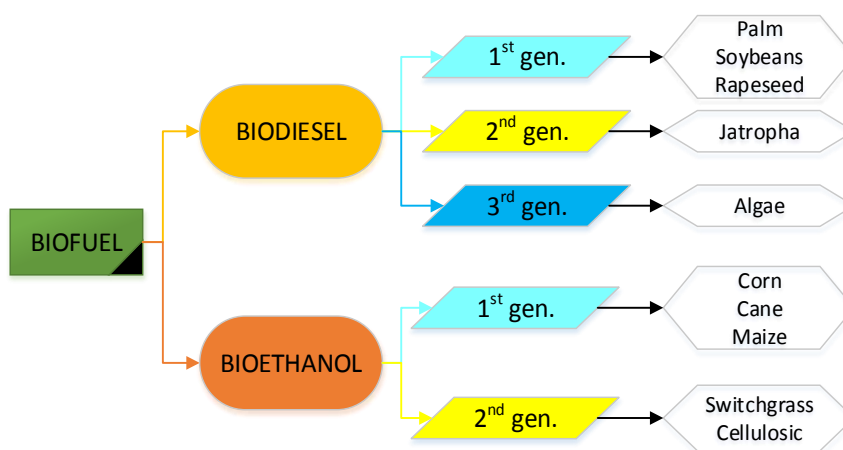 BIOFUEL
BIODIESEL
1st gen.
Palm
Soybeans
Rapeseed
2nd gen.
Jatropha
3rd gen.
Algae
BIOETHANOL
1st gen.
Corn
Cane
Maize
2nd gen.
Switchgrass
Cellulosic